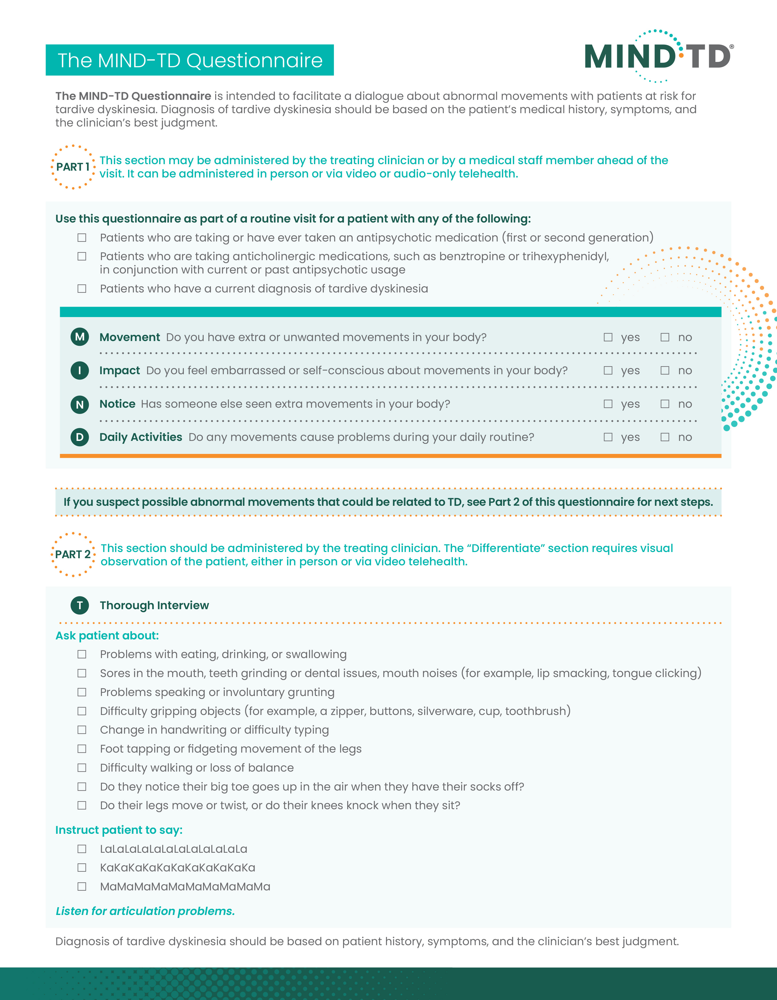 The MIND-TD Questionnaire
MIND TD®
The MIND-TD Questionnaire is intended to facilitate a dialogue about abnormal movements with patients at risk for
tardive dyskinesia. Diagnosis of tardive dyskinesia should be based on the patient’s medical history, symptoms, and
the clinician’s best judgment.
PART 1
This section may be administered by the treating clinician or by a medical staff member ahead of the
visit. It can be administered in person or via video or audio-only telehealth.
Use this questionnaire as part of a routine visit for a patient with any of the following:
☐ Patients who are taking or have ever taken an antipsychotic medication (first or second generation)
☐ Patients who are taking anticholinergic medications, such as benztropine or trihexyphenidyl,
in conjunction with current or past antipsychotic usage
☐ Patients who have a current diagnosis of tardive dyskinesia
M Movement Do you have extra or unwanted movements in your body? ☐ yes ☐ no
I Impact Do you feel embarrassed or self-conscious about movements in your body? ☐ yes ☐ no
N Notice Has someone else seen extra movements in your body? ☐ yes ☐ no
D Daily Activities Do any movements cause problems during your daily routine? ☐ yes ☐ no
If you suspect possible abnormal movements that could be related to TD, see Part 2 of this questionnaire for next steps.
PART 2
This section should be administered by the treating clinician. The “Differentiate” section requires visual
observation of the patient, either in person or via video telehealth.
T Thorough Interview
Ask patient about:
☐ Problems with eating, drinking, or swallowing
☐ Sores in the mouth, teeth grinding or dental issues, mouth noises (for example, lip smacking, tongue clicking)
☐ Problems speaking or involuntary grunting
☐ Difficulty gripping objects (for example, a zipper, buttons, silverware, cup, toothbrush)
☐ Change in handwriting or difficulty typing
☐ Foot tapping or fidgeting movement of the legs
☐ Difficulty walking or loss of balance
☐ Do they notice their big toe goes up in the air when they have their socks off?
☐ Do their legs move or twist, or do their knees knock when they sit?
Instruct patient to say:
☐ LaLaLaLaLaLaLaLaLaLaLaLa
☐ KaKaKaKaKaKaKaKaKaKaKa
☐ MaMaMaMaMaMaMaMaMaMa
Listen for articulation problems.
Diagnosis of tardive dyskinesia should be based on patient history, symptoms, and the clinician’s best judgment.